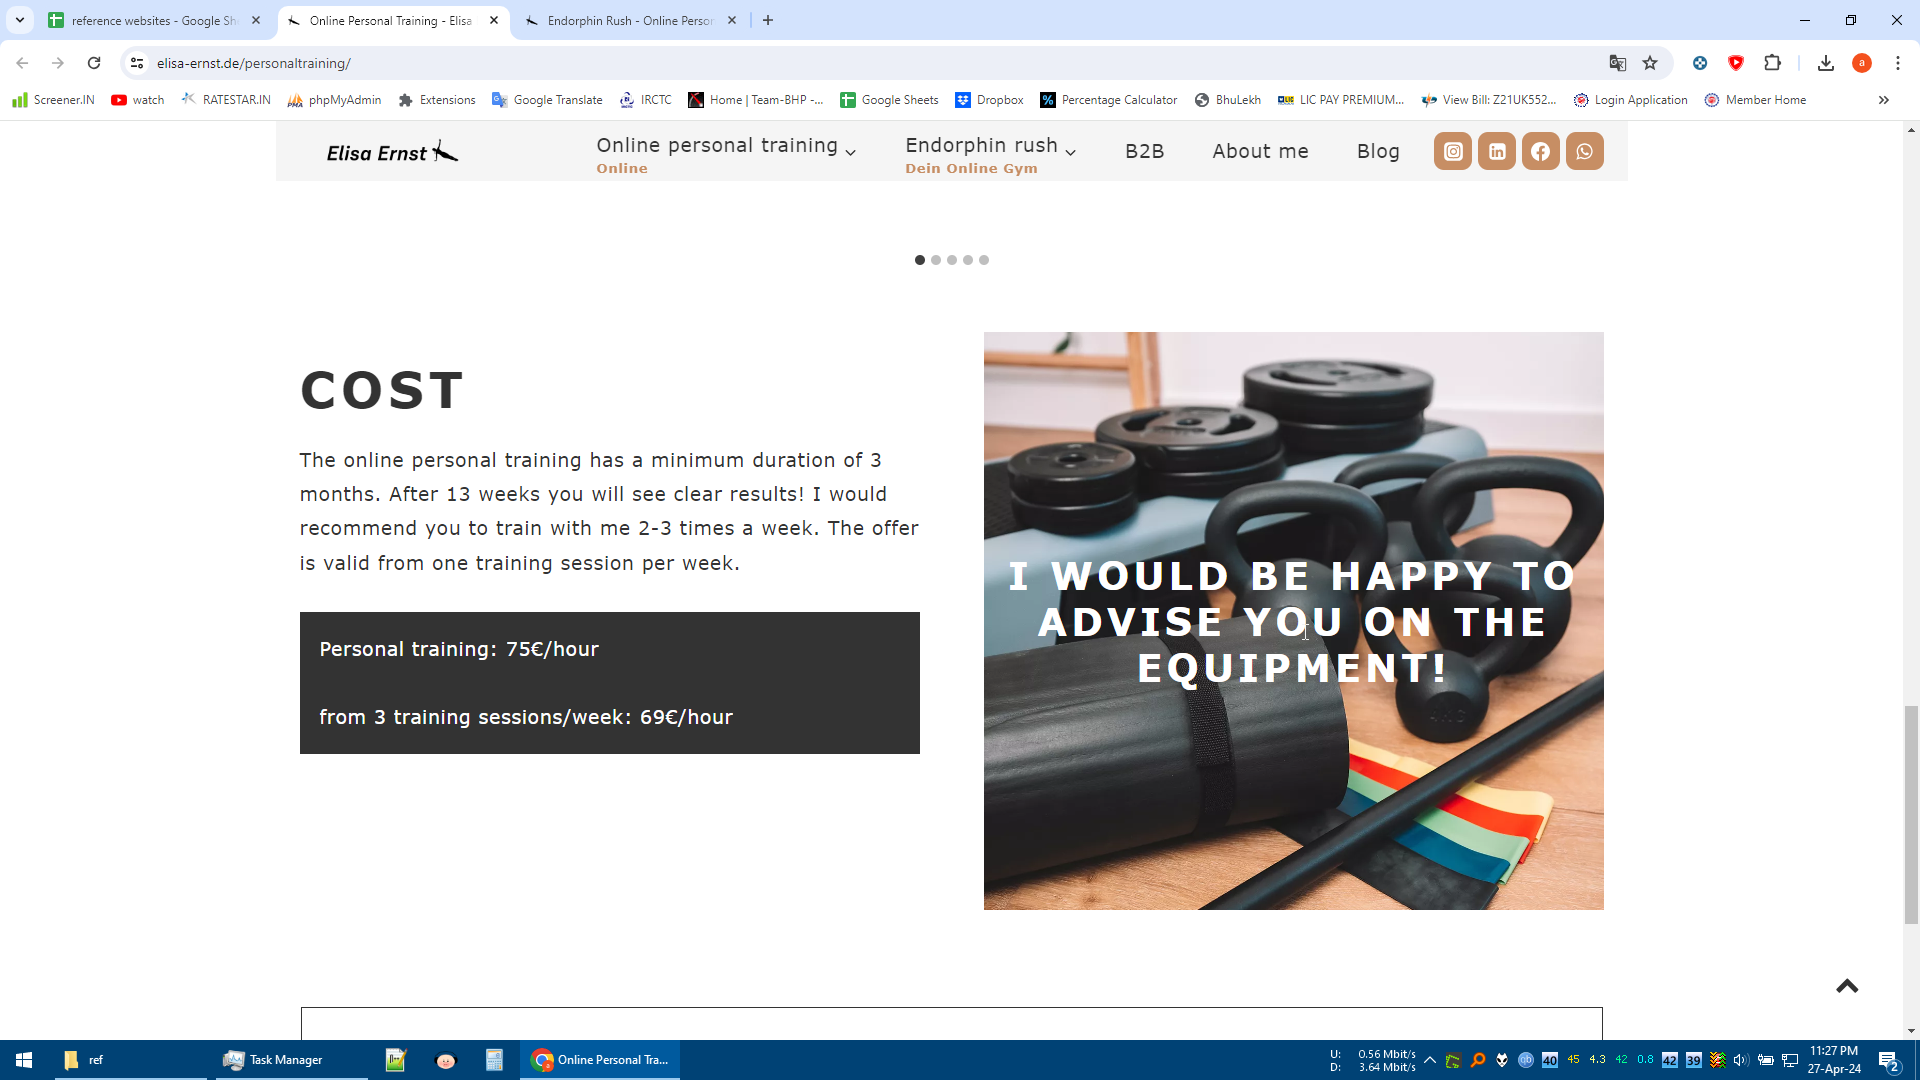 reference websites - Google She
Online Personal Training - Elisa
Endorphin Rush - Online Person
elisa-ernst.de/personaltraining/
a
Screener.IN
watch
RATESTAR.IN
phpMyAdmin
Extensions
Google Translate
IRCTC
Home | Team-BHP -...
Google Sheets
Dropbox
Percentage Calculator
BhuLekh
LIC PAY PREMIUM...
View Bill: Z21UK552...
Login Application
Member Home
Elisa Ernst
Online personal training
Online
Endorphin rush
Dein Online Gym
B2B
About me
Blog
COST
The online personal training has a minimum duration of 3
months. After 13 weeks you will see clear results! I would
recommend you to train with me 2-3 times a week. The offer
is valid from one training session per week.
Personal training: 75€/hour
from 3 training sessions/week: 69€/hour
I WOULD BE HAPPY TO
ADVISE YOU ON THE
EQUIPMENT!
ref
Task Manager
Online Personal Tra...
U: 0.56 Mbit/s
D: 3.64 Mbit/s
40
45
4.3
42
0.8
42
39
11:27 PM
27-Apr-24
2